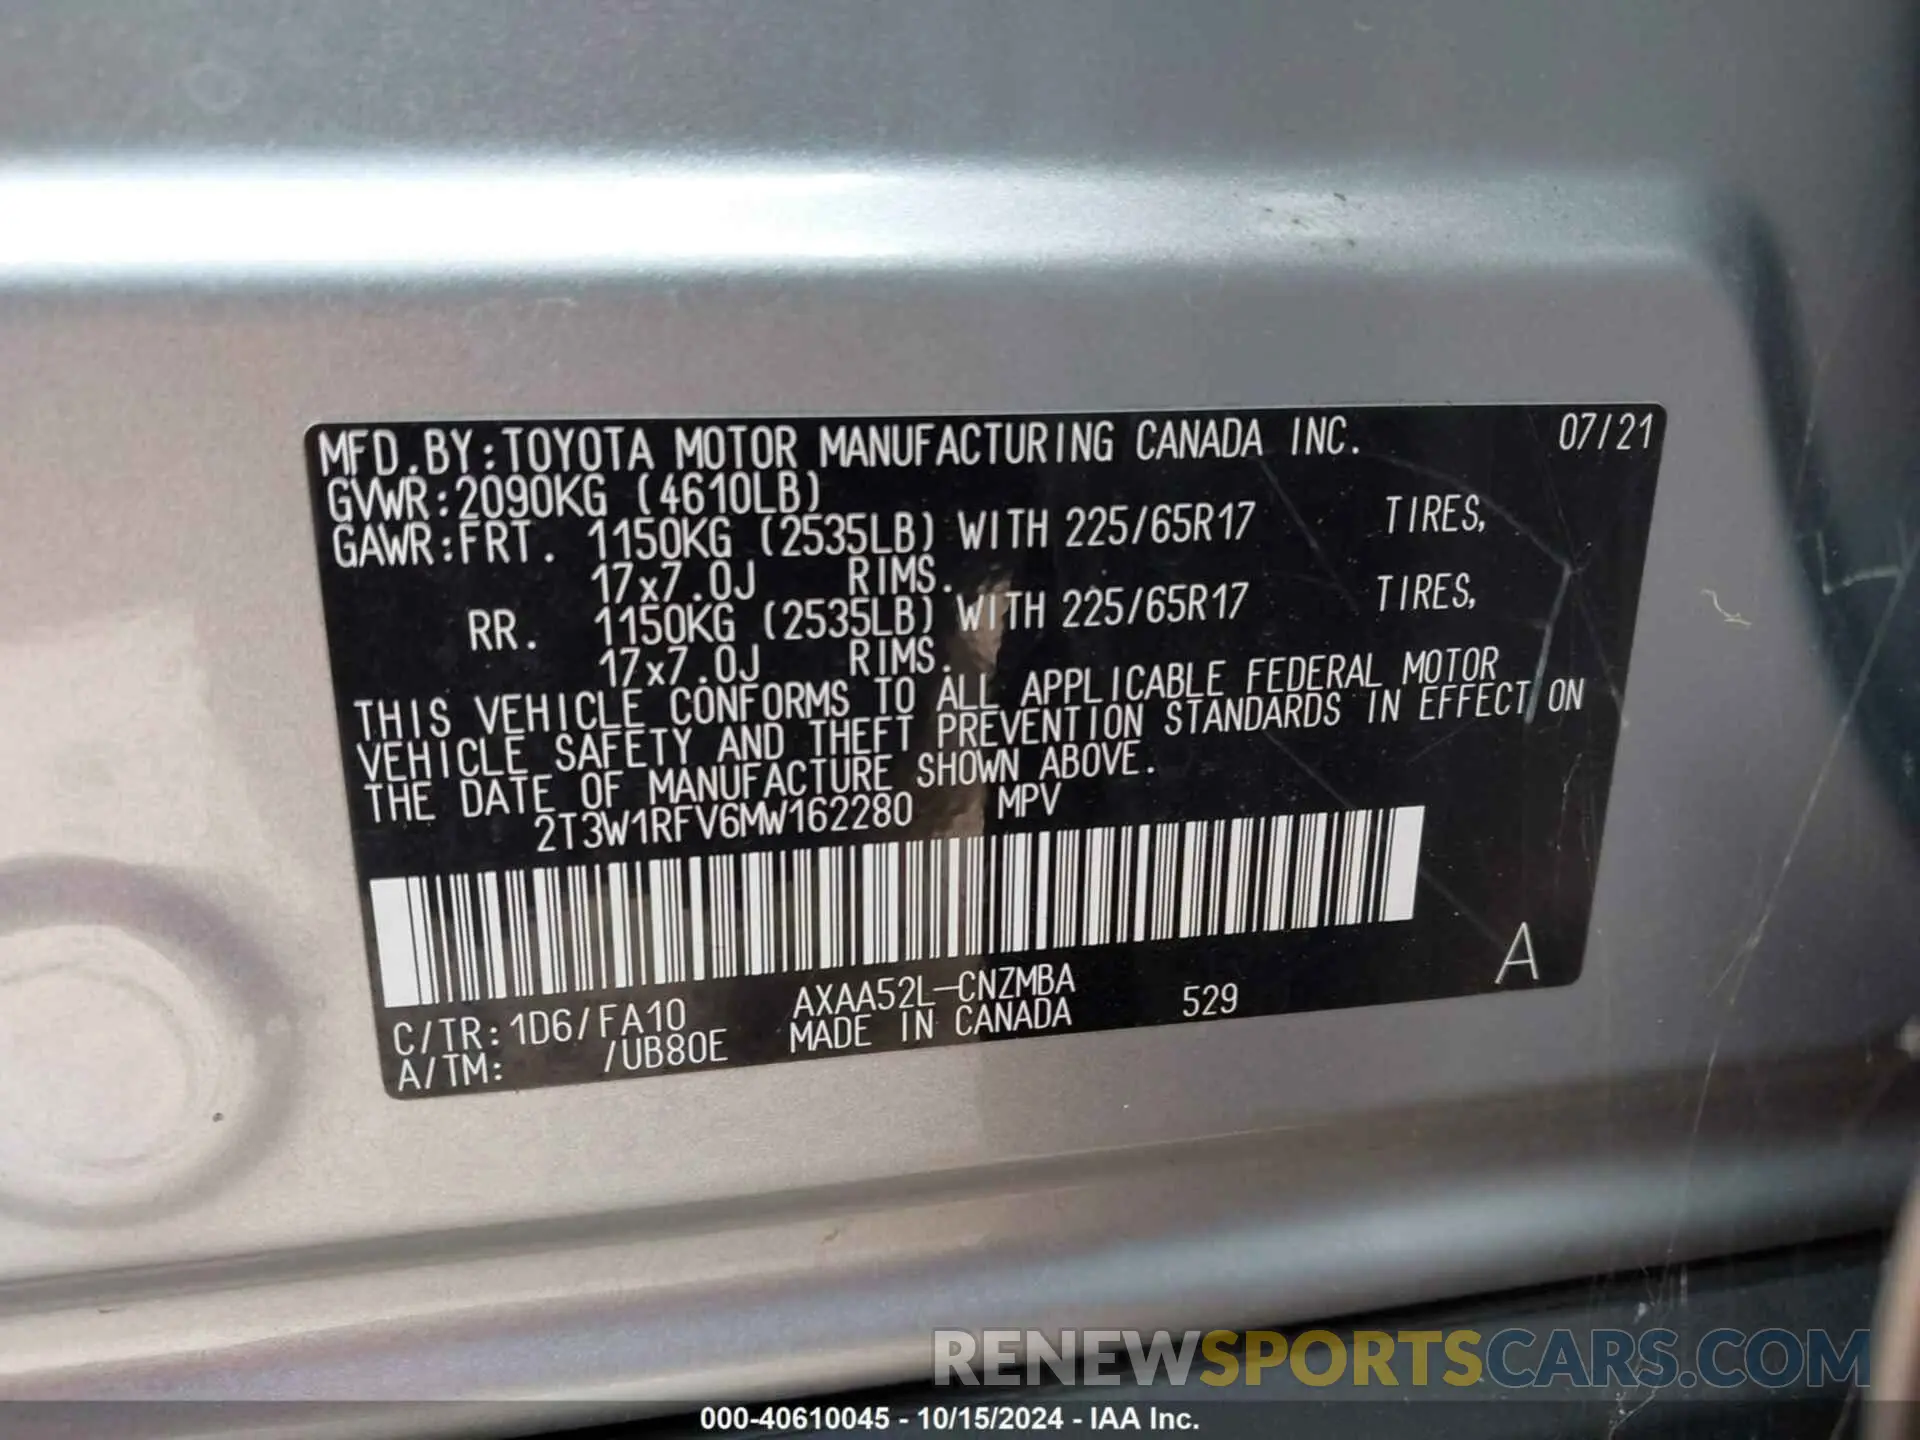 MFD.BY:TOYOTA MOTOR MANUFACTURING CANADA INC. 07/21
GVWR:2090KG (4610LB)
GAWR:FRT. 1150KG (2535LB) WITH 225/65R17 TIRES,
17x7.0J RIMS.
RR. 1150KG (2535LB) WITH 225/65R17 TIRES,
17x7.0J RIMS.
THIS VEHICLE CONFORMS TO ALL APPLICABLE FEDERAL MOTOR
VEHICLE SAFETY AND THEFT PREVENTION STANDARDS IN EFFECT ON
THE DATE OF MANUFACTURE SHOWN ABOVE.
2T3W1RFV6MW162280 MPV
A
C/TR:1D6/FA10 AXAA52L-CNZMBA 529
A/TM: /UB80E MADE IN CANADA
RENEWSPORTSCARS.COM
000-40610045 - 10/15/2024 - IAA Inc.